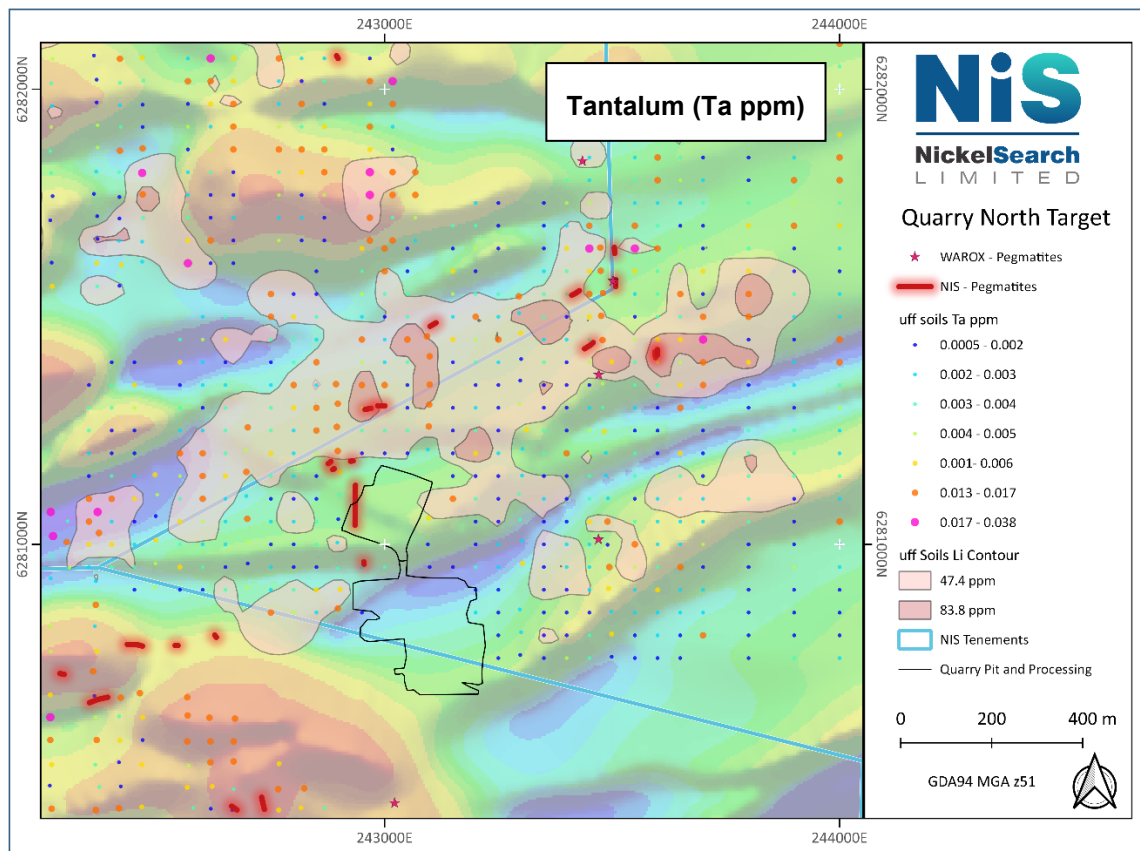 243000E
244000E
6282000N
6282000N
Tantalum (Ta ppm)
NiS
NickelSearch
LIMITED
Quarry North Target
WAROX - Pegmatites
NIS - Pegmatites
uff soils Ta ppm
0.0005 - 0.002
0.002 - 0.003
0.003 - 0.004
0.004 - 0.005
0.001 - 0.006
0.013 - 0.017
0.017 - 0.038
uff Soils Li Contour
47.4 ppm
83.8 ppm
NIS Tenements
Quarry Pit and Processing
0 200 400 m
GDA94 MGA z51
6281000N
6281000N
243000E
244000E